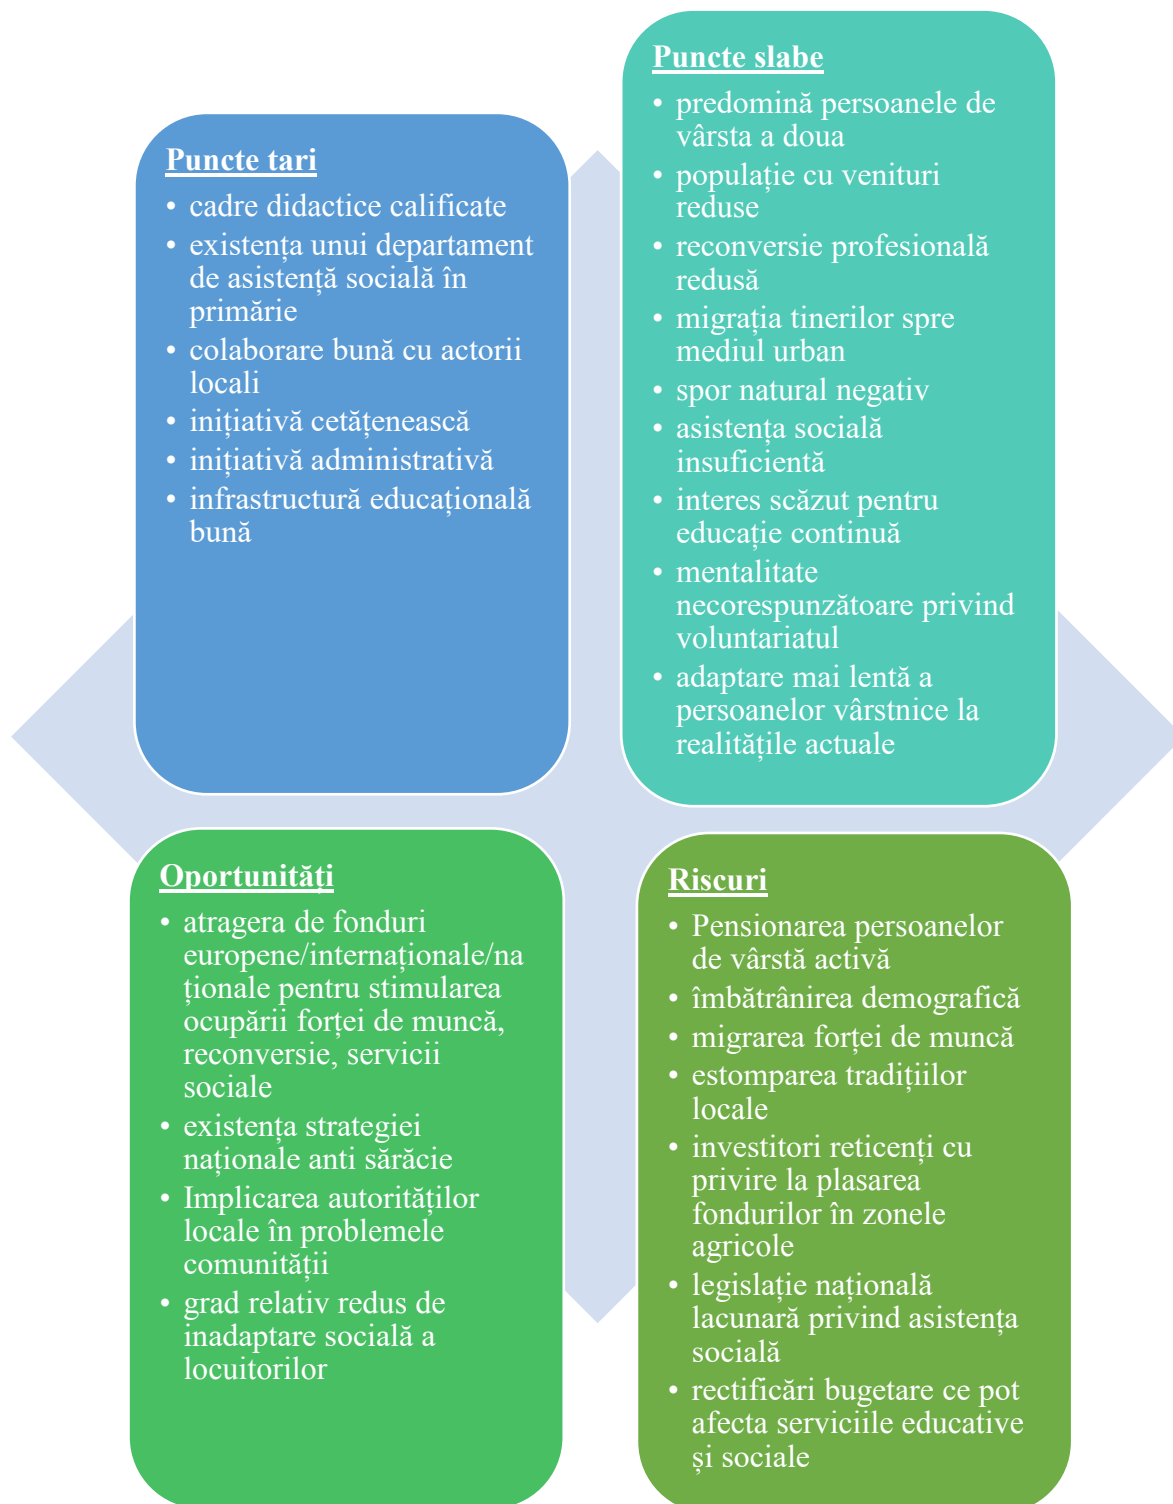 Puncte tari
• cadre didactice calificate
• existența unui departament
de asistență socială în
primărie
• colaborare bună cu actorii
locali
• inițiativă cetățenească
• inițiativă administrativă
• infrastructură educațională
bună
Puncte slabe
• predomină persoanele de
vârsta a doua
• populație cu venituri
reduse
• reconversie profesională
redusă
• migrația tinerilor spre
mediul urban
• spor natural negativ
• asistența socială
insuficientă
• interes scăzut pentru
educație continuă
• mentalitate
necorespunzătoare privind
voluntariatul
• adaptare mai lentă a
persoanelor vârstnice la
realitățile actuale
Oportunități
• atragera de fonduri
europene/internaționale/na
ționale pentru stimularea
ocupării forței de muncă,
reconversie, servicii
sociale
• existența strategiei
naționale anti sărăcie
• Implicarea autorităților
locale în problemele
comunității
• grad relativ redus de
inadaptare socială a
locuitorilor
Riscuri
• Pensionarea persoanelor
de vârstă activă
• îmbătrânirea demografică
• migrarea forței de muncă
• estomparea tradițiilor
locale
• investitori reticenți cu
privire la plasarea
fondurilor în zonele
agricole
• legislație națională
lacunară privind asistența
socială
• rectificări bugetare ce pot
afecta serviciile educative
și sociale